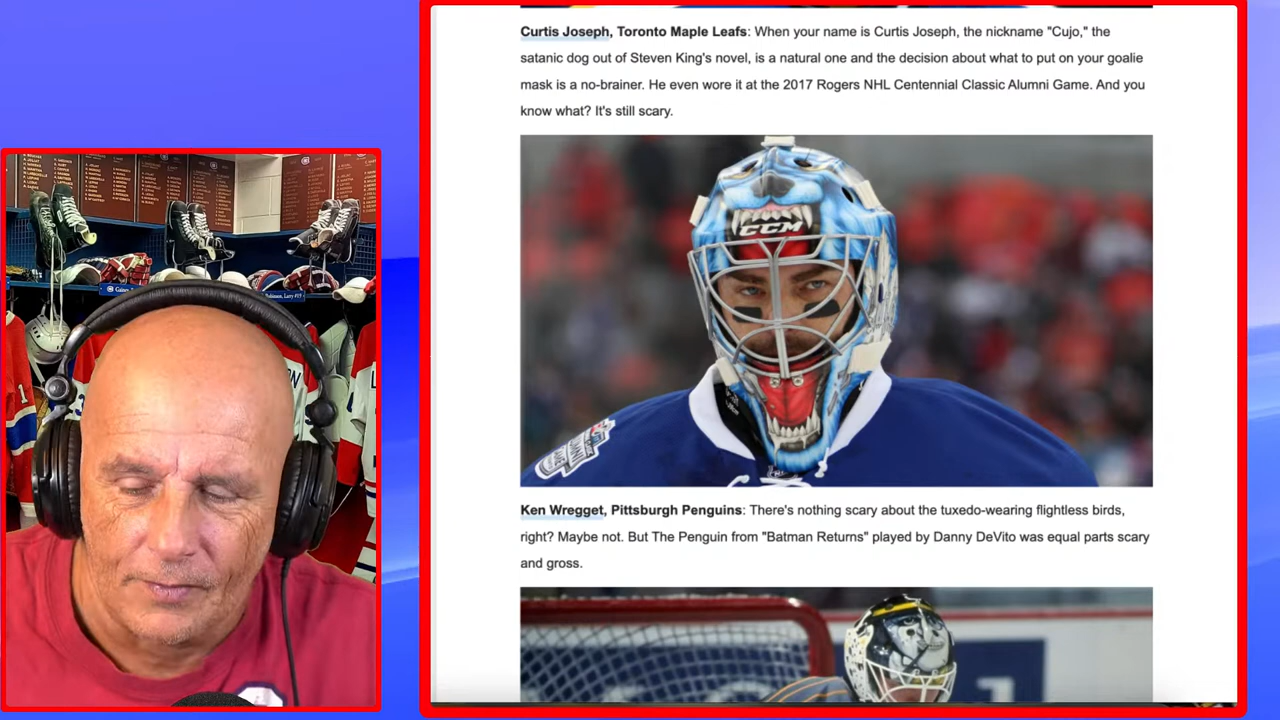 Curtis Joseph, Toronto Maple Leafs: When your name is Curtis Joseph, the nickname "Cujo," the
satanic dog out of Steven King's novel, is a natural one and the decision about what to put on your goalie
mask is a no-brainer. He even wore it at the 2017 Rogers NHL Centennial Classic Alumni Game. And you
know what? It's still scary.
CCM
Ken Wregget, Pittsburgh Penguins: There's nothing scary about the tuxedo-wearing flightless birds,
right? Maybe not. But The Penguin from "Batman Returns" played by Danny DeVito was equal parts scary
and gross.